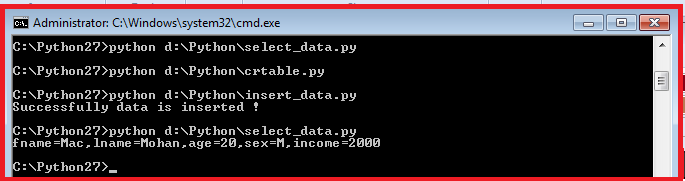 Administrator: C:\Windows\system32\cmd.exe
C:\Python27>python d:\Python\select_data.py
C:\Python27>python d:\Python\crtable.py
C:\Python27>python d:\Python\insert_data.py
Successfully data is inserted !
C:\Python27>python d:\Python\select_data.py
fname=Mac,lname=Mohan,age=20,sex=M,income=2000
C:\Python27>_